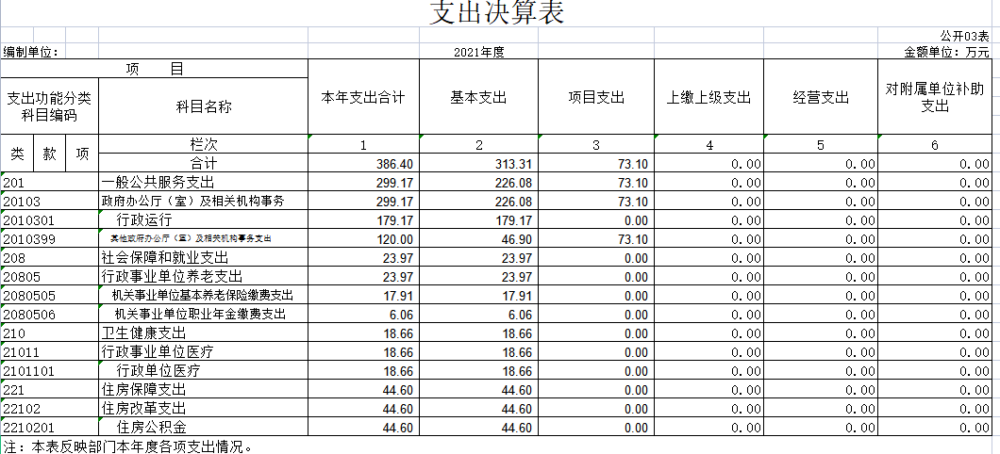 支出决算表
公开03表
编制单位： 2021年度 金额单位：万元
项 目 本年支出合计 基本支出 项目支出 上缴上级支出 经营支出 对附属单位补助支出
支出功能分类科目编码 科目名称
类 款 项 栏次 1 2 3 4 5 6
合计 386.40 313.31 73.10 0.00 0.00 0.00
201 一般公共服务支出 299.17 226.08 73.10 0.00 0.00 0.00
20103 政府办公厅（室）及相关机构事务 299.17 226.08 73.10 0.00 0.00 0.00
2010301 行政运行 179.17 179.17 0.00 0.00 0.00 0.00
2010399 其他政府办公厅（室）及相关机构事务支出 120.00 46.90 73.10 0.00 0.00 0.00
208 社会保障和就业支出 23.97 23.97 0.00 0.00 0.00 0.00
20805 行政事业单位养老支出 23.97 23.97 0.00 0.00 0.00 0.00
2080505 机关事业单位基本养老保险缴费支出 17.91 17.91 0.00 0.00 0.00 0.00
2080506 机关事业单位职业年金缴费支出 6.06 6.06 0.00 0.00 0.00 0.00
210 卫生健康支出 18.66 18.66 0.00 0.00 0.00 0.00
21011 行政事业单位医疗 18.66 18.66 0.00 0.00 0.00 0.00
2101101 行政单位医疗 18.66 18.66 0.00 0.00 0.00 0.00
221 住房保障支出 44.60 44.60 0.00 0.00 0.00 0.00
22102 住房改革支出 44.60 44.60 0.00 0.00 0.00 0.00
2210201 住房公积金 44.60 44.60 0.00 0.00 0.00 0.00
注：本表反映部门本年度各项支出情况。